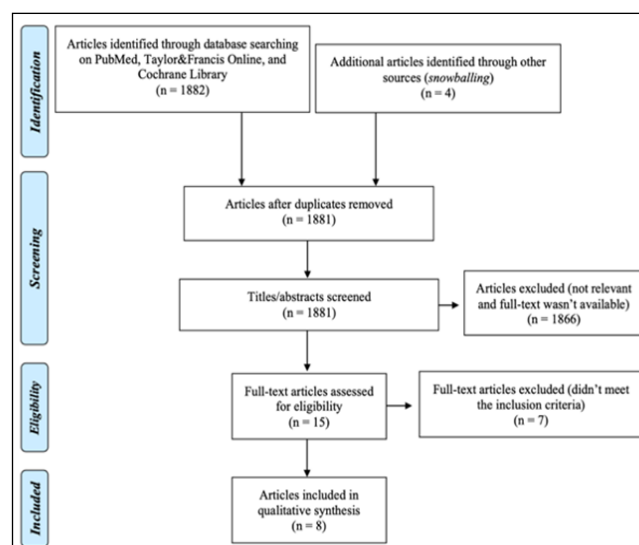 Identification
Articles identified through database searching
on PubMed, Taylor&Francis Online, and
Cochrane Library
(n = 1882)
Additional articles identified through other
sources (snowballing)
(n = 4)
Screening
Articles after duplicates removed
(n = 1881)
Titles/abstracts screened
(n = 1881)
Articles excluded (not relevant
and full-text wasn't available)
(n = 1866)
Eligibility
Full-text articles assessed
for eligibility
(n = 15)
Full-text articles excluded (didn't meet
the inclusion criteria)
(n = 7)
Included
Articles included in
qualitative synthesis
(n = 8)